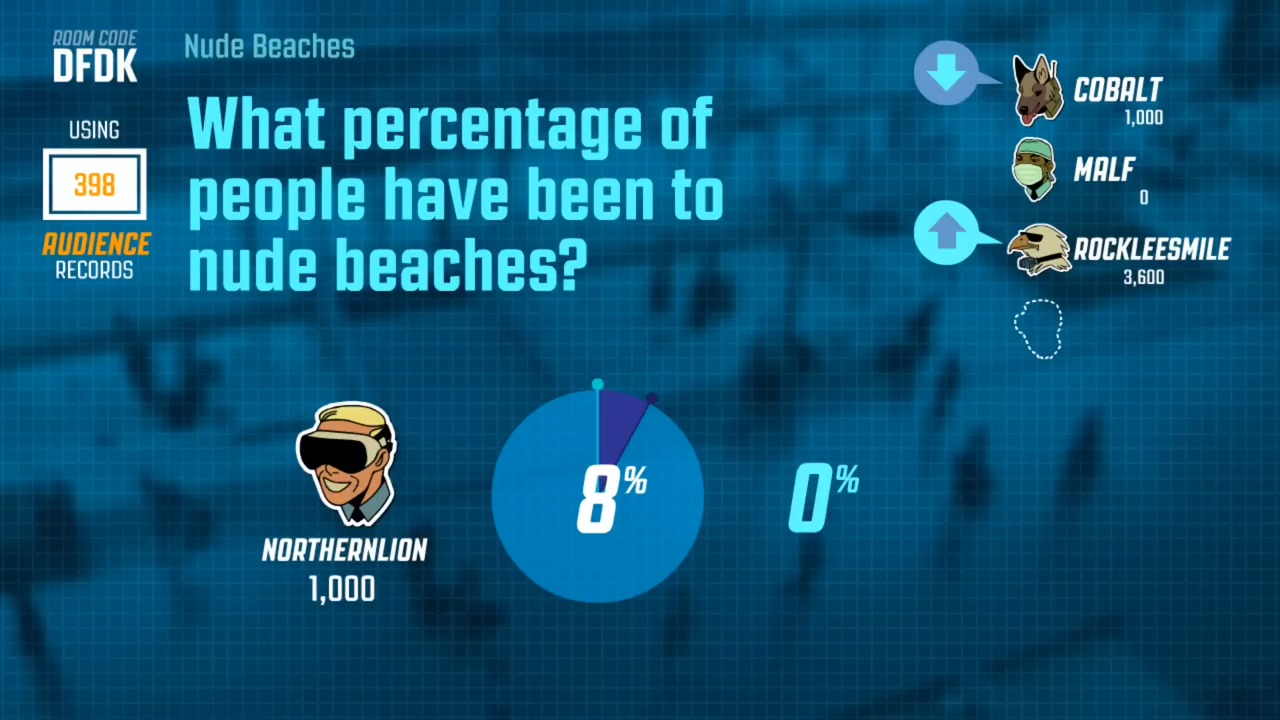 ROOM CODE
DFDK
USING
398
AUDIENCE
RECORDS
Nude Beaches
What percentage of
people have been to
nude beaches?
COBALT
1,000
MALF
0
ROCKLEESMILE
3,600
NORTHERNLION
1,000
8%
0%